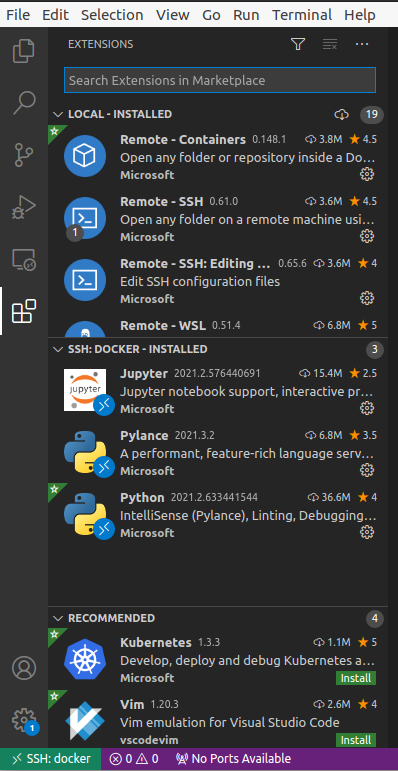 File Edit Selection View Go Run Terminal Help
EXTENSIONS
Search Extensions in Marketplace
LOCAL - INSTALLED 19
Remote - Containers 0.148.1 3.8M 4.5
Open any folder or repository inside a Do...
Microsoft
Remote - SSH 0.61.0 3.6M 4.5
Open any folder on a remote machine usi...
1
Microsoft
Remote - SSH: Editing ... 0.65.6 3.6M 4
Edit SSH configuration files
Microsoft
Remote - WSL 0.51.4 6.8M 5
SSH: DOCKER - INSTALLED 3
Jupyter 2021.2.576440691 15.4M 2.5
jupyter
Jupyter notebook support, interactive pr...
Microsoft
Pylance 2021.3.2 6.8M 3.5
A performant, feature-rich language serv...
Microsoft
Python 2021.2.633441544 36.6M 4
IntelliSense (Pylance), Linting, Debugging...
Microsoft
RECOMMENDED 4
Kubernetes 1.3.3 1.1M 5
Develop, deploy and debug Kubernetes a...
Microsoft Install
Vim 1.20.3 2.6M 4
Vim emulation for Visual Studio Code
1
vscodevim Install
SSH: docker 0 0 No Ports Available